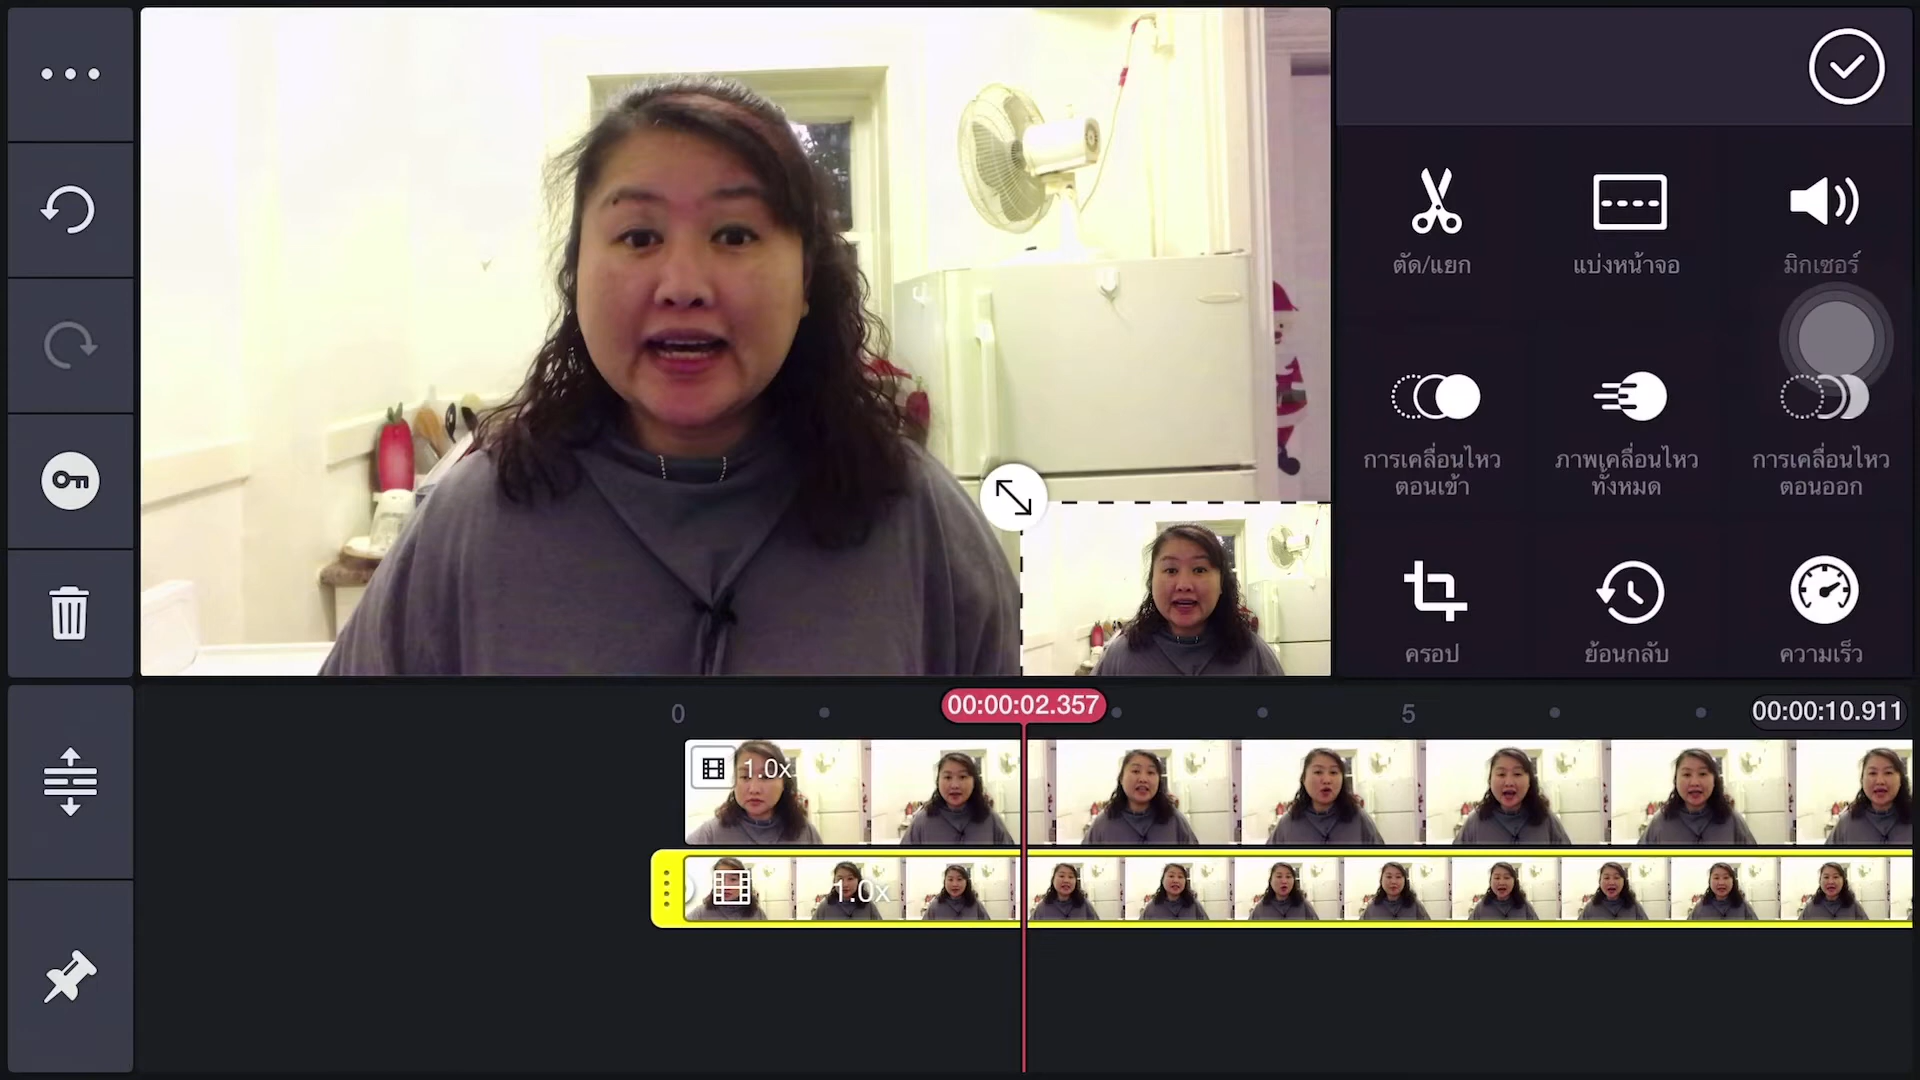 ตัด/แยก
แบ่งหน้าจอ
มิกเซอร์
การเคลื่อนไหว
ตอนเข้า
ภาพเคลื่อนไหว
ทั้งหมด
การเคลื่อนไหว
ตอนออก
ครอป
ย้อนกลับ
ความเร็ว
0
00:00:02.357
5
00:00:10.911
1.0x
1.0x